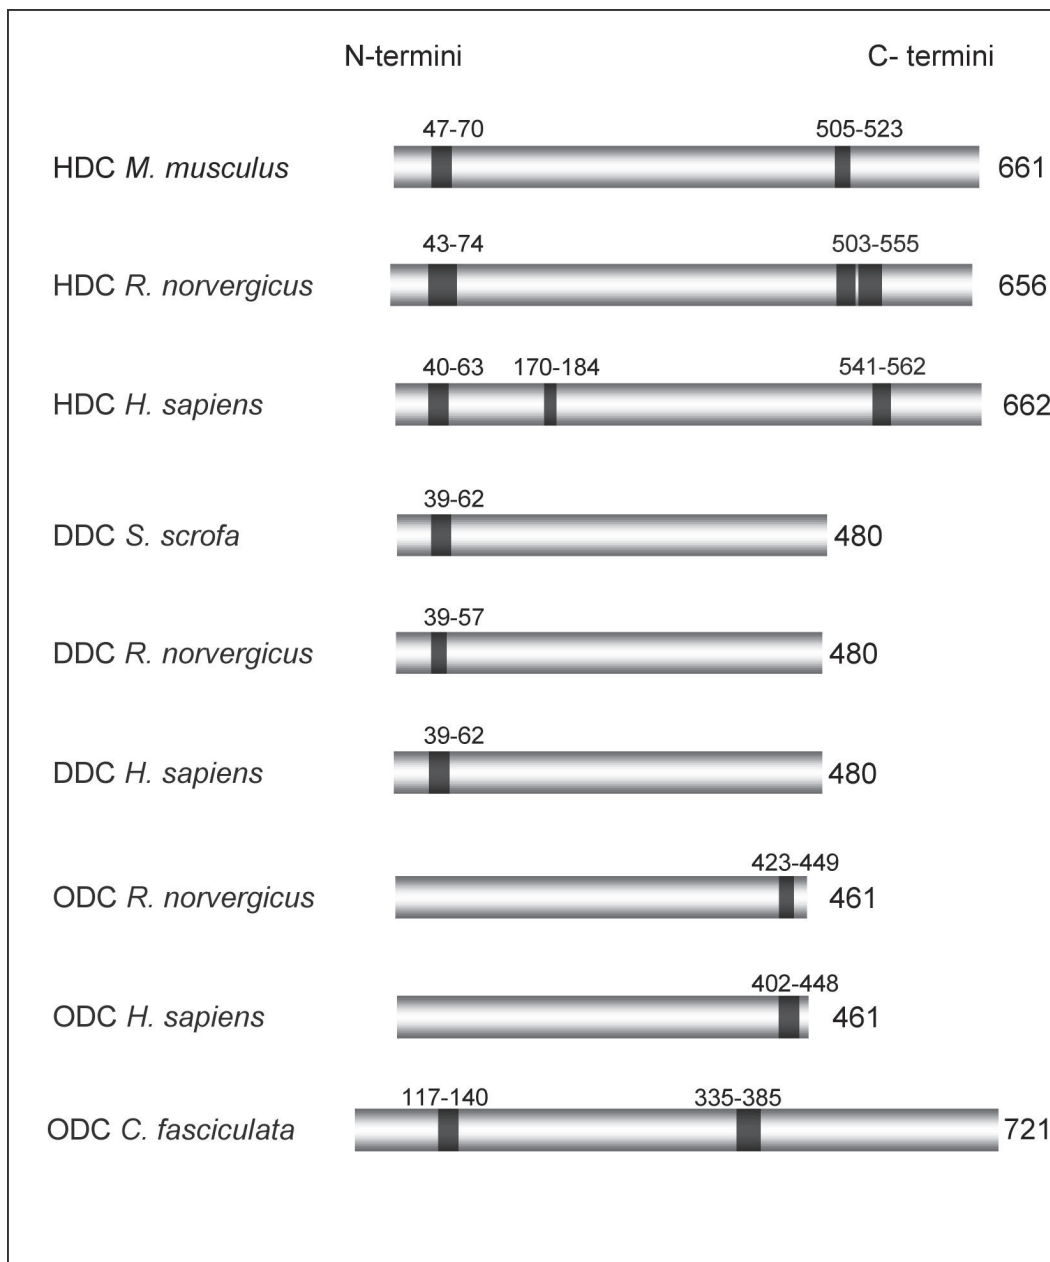 N-termini C- termini
47-70 505-523
HDC M. musculus 661
43-74 503-555
HDC R. norvergicus 656
40-63 170-184 541-562
HDC H. sapiens 662
39-62
DDC S. scrofa 480
39-57
DDC R. norvergicus 480
39-62
DDC H. sapiens 480
423-449
ODC R. norvergicus 461
402-448
ODC H. sapiens 461
117-140 335-385
ODC C. fasciculata 721